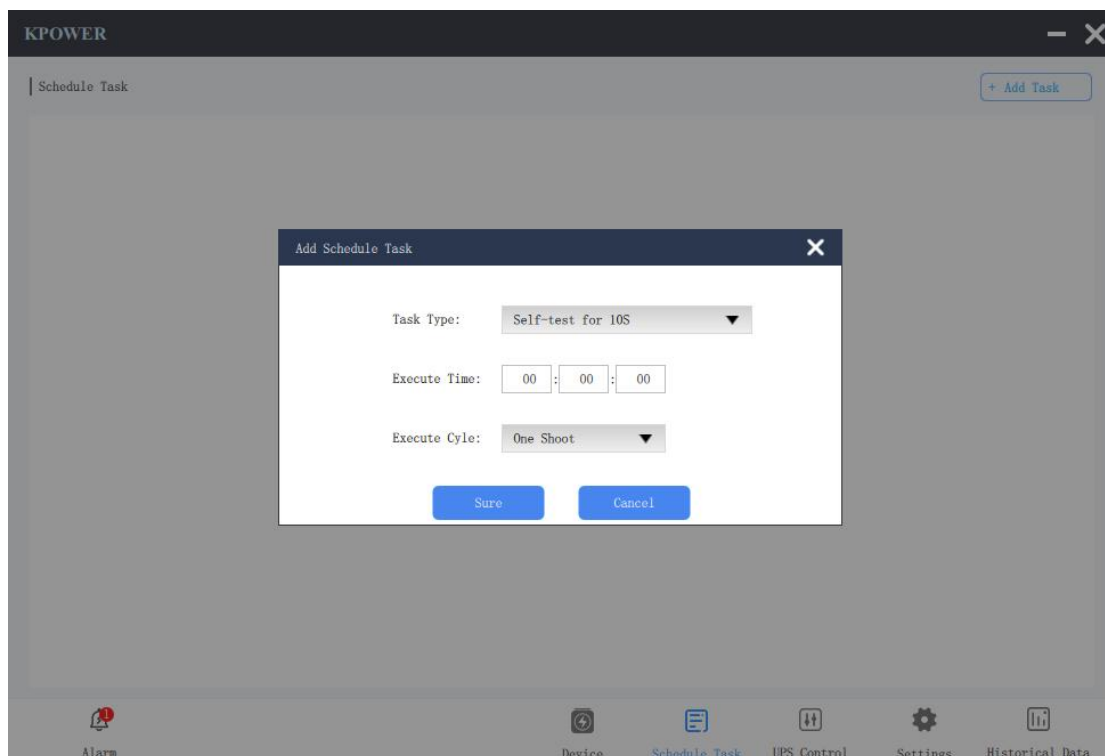 KPOWER
Schedule Task
+ Add Task
Add Schedule Task
Task Type: Self-test for 10S
Execute Time: 00 : 00 : 00
Execute Cyle: One Shoot
Sure Cancel
1
Alarm Device Schedule Task UPS Control Settings Historical Data